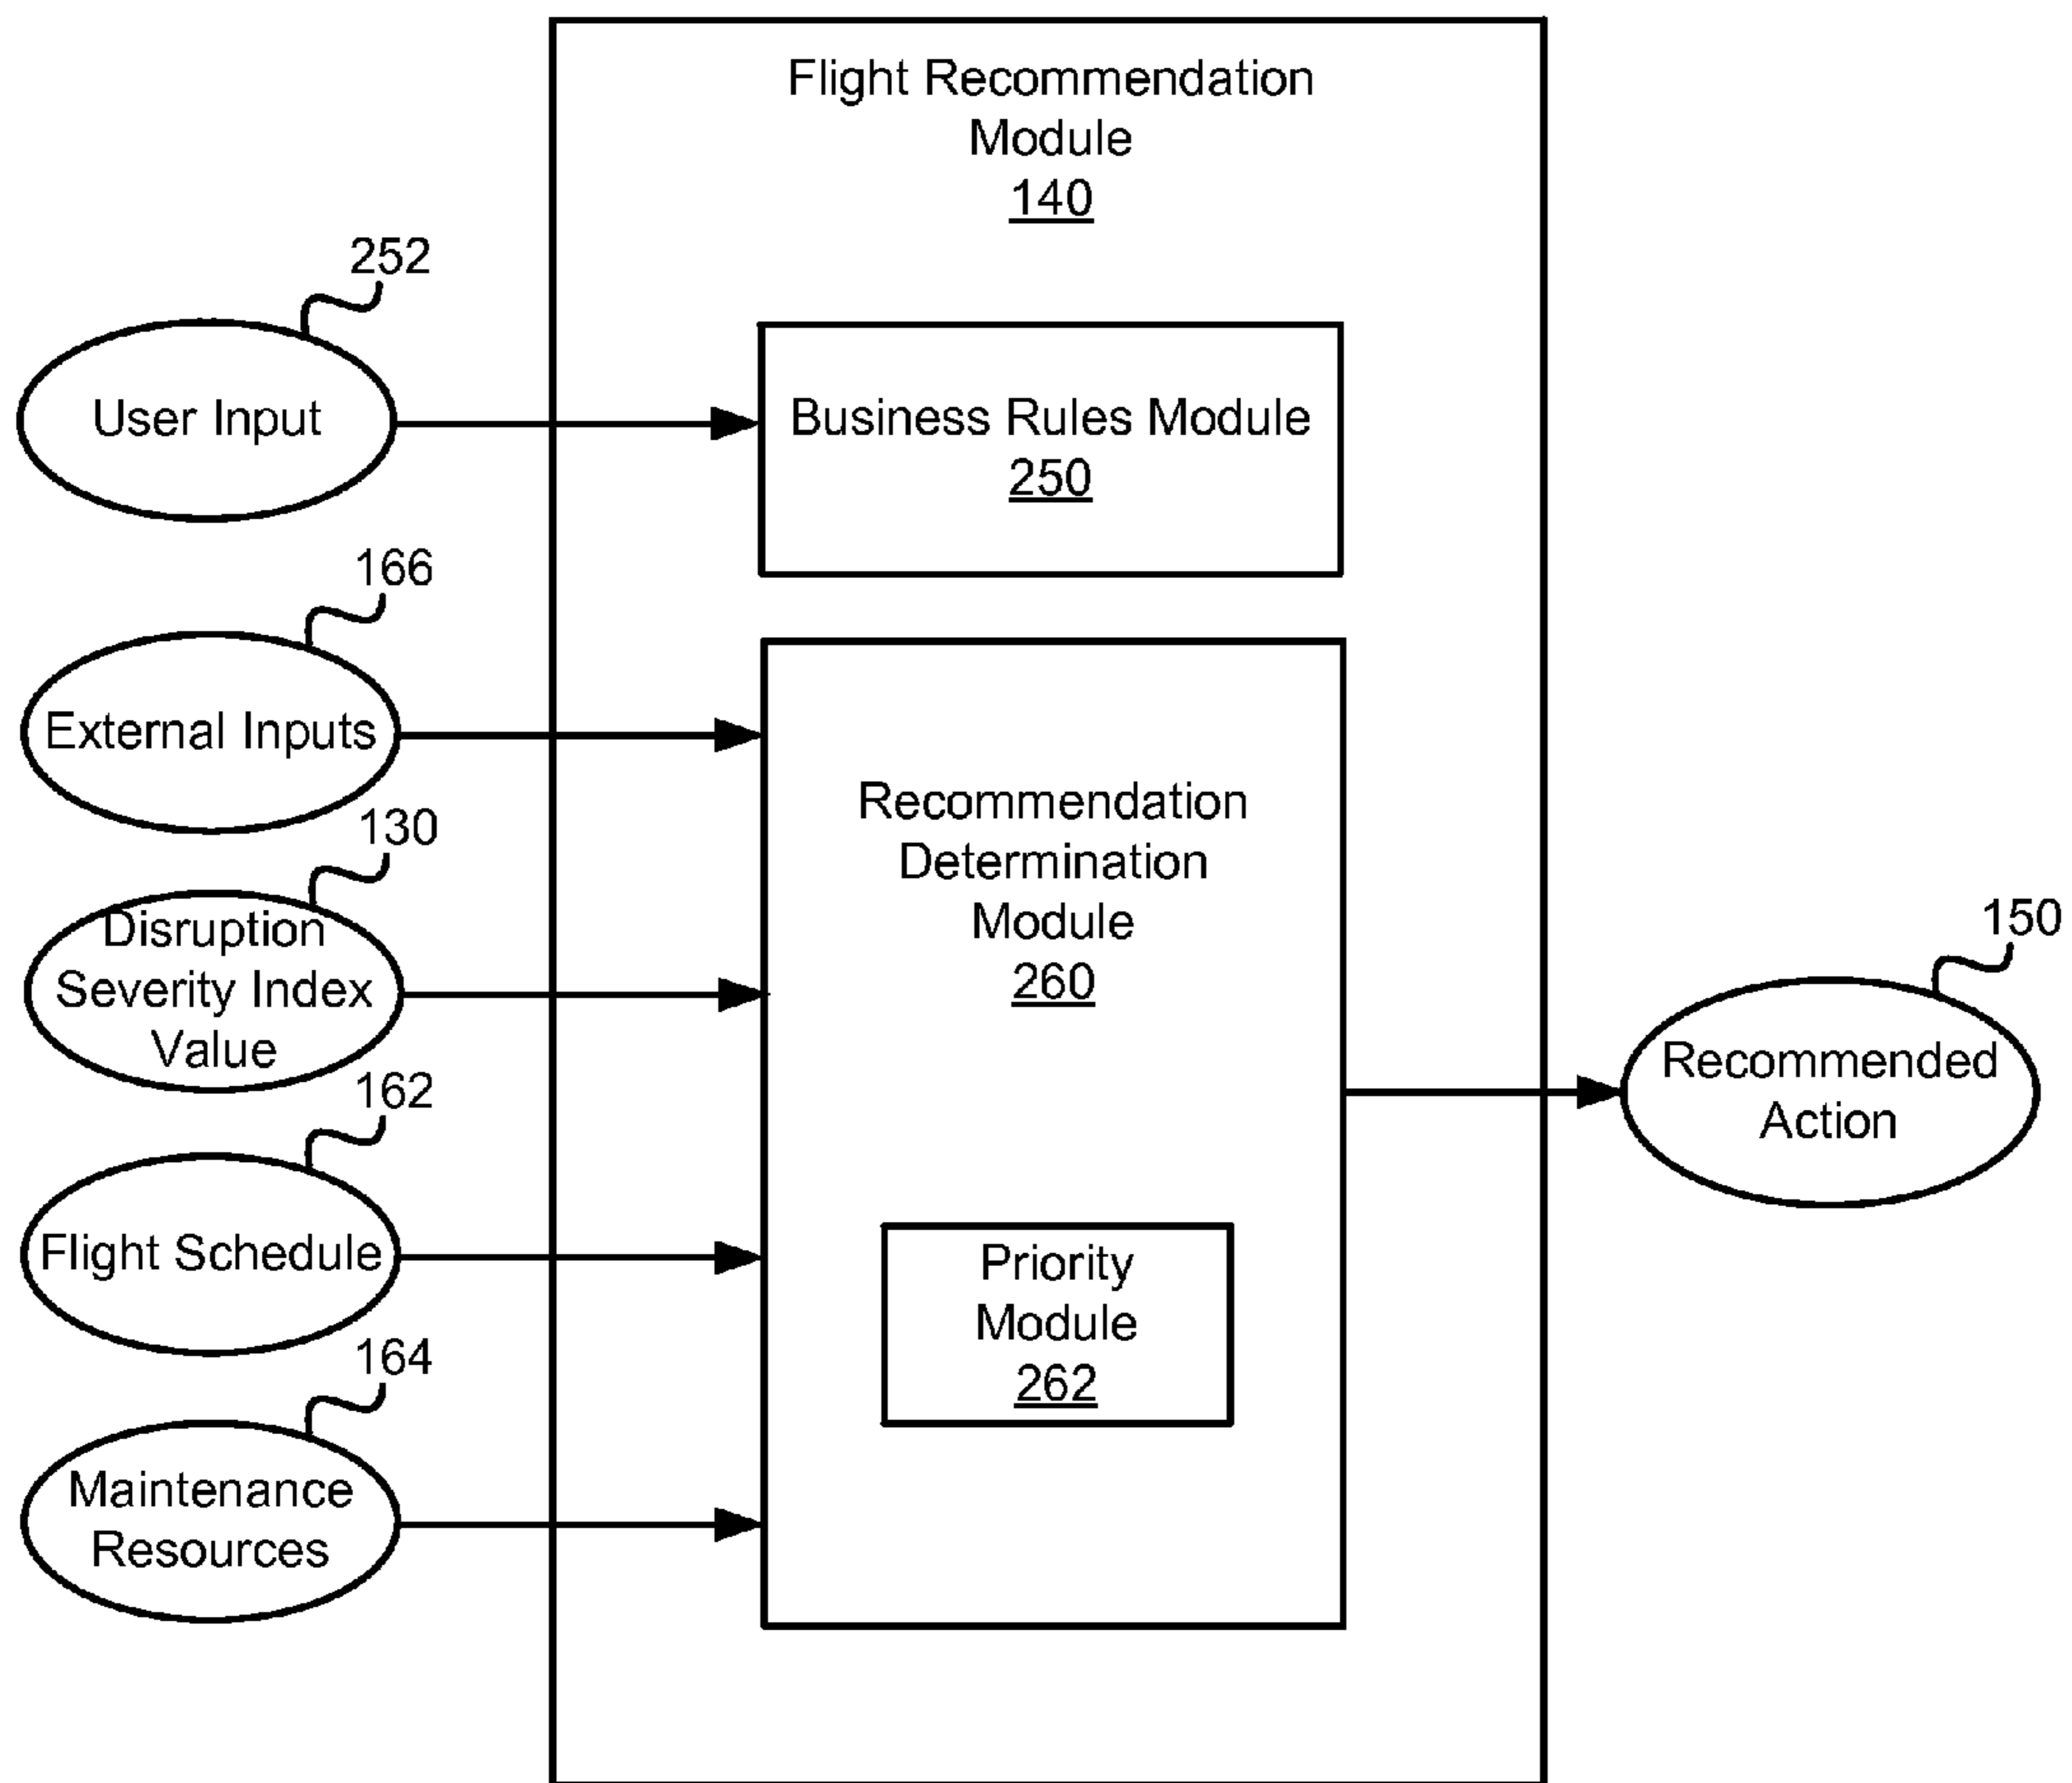 Flight Recommendation
Module
140
252
User Input
Business Rules Module
250
166
External Inputs
130
Disruption
Severity Index
Value
162
Flight Schedule
164
Maintenance
Resources
Recommendation
Determination
Module
260
Priority
Module
262
150
Recommended
Action